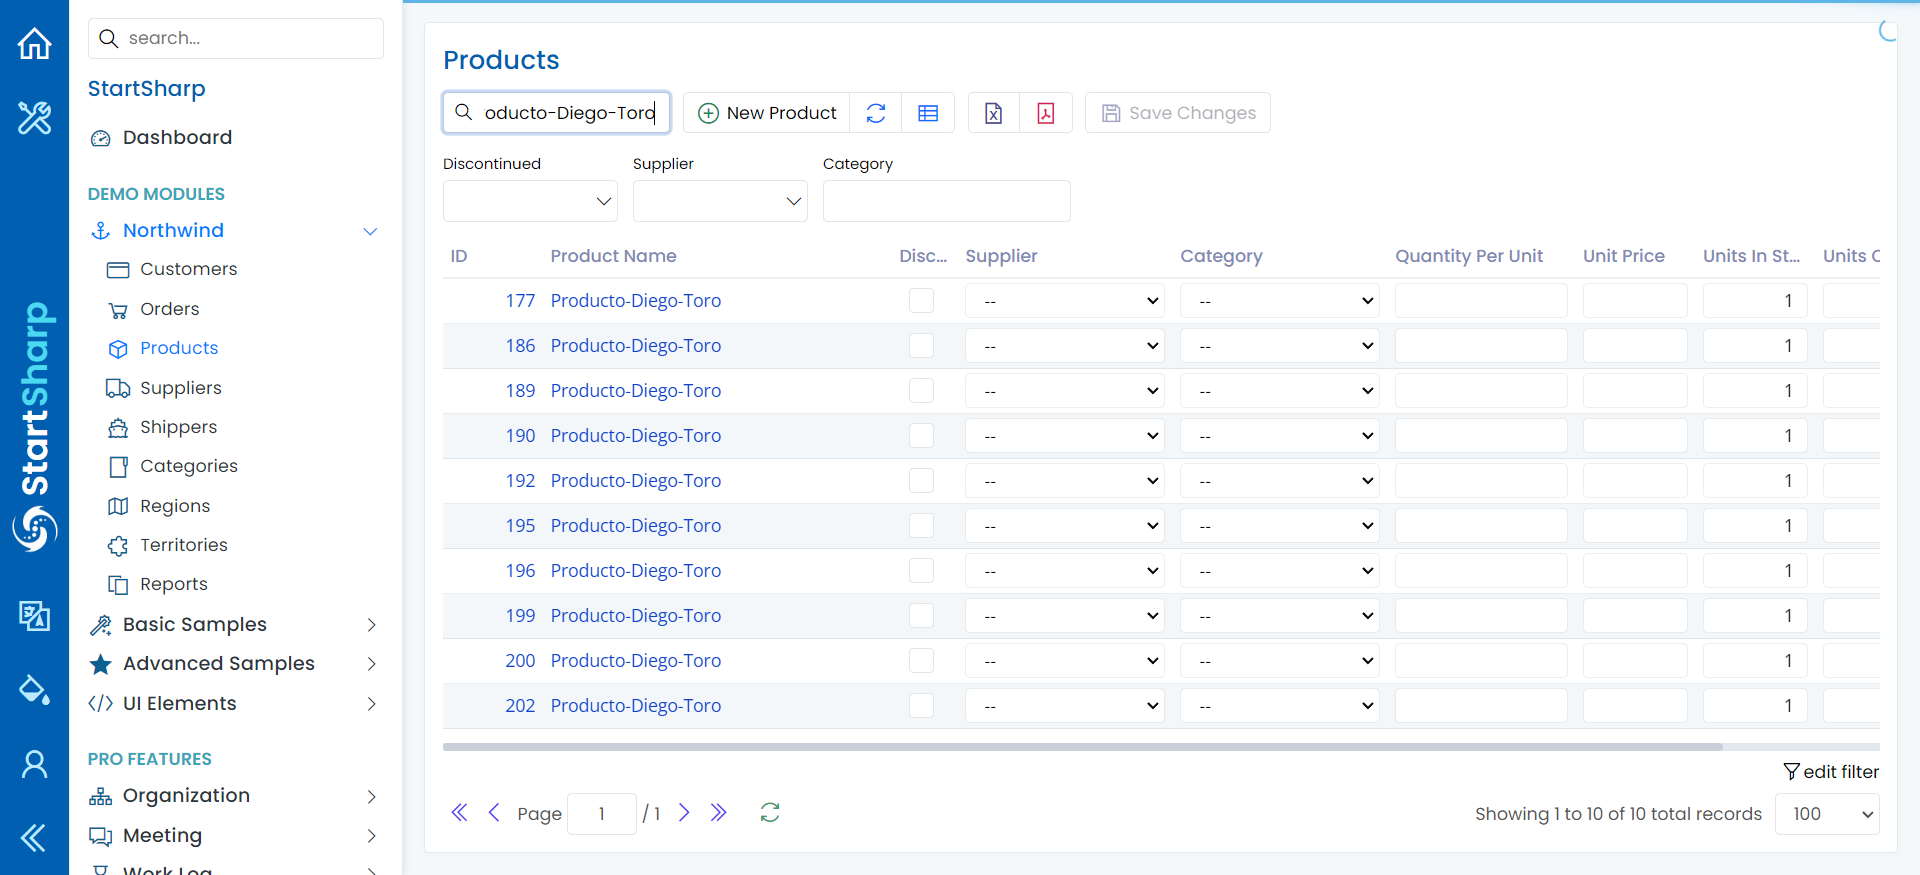 search...
StartSharp
Dashboard
DEMO MODULES
Northwind
Customers
Orders
Products
Suppliers
Shippers
Categories
Regions
Territories
Reports
Basic Samples
Advanced Samples
UI Elements
PRO FEATURES
Organization
Meeting
Work Log
StartSharp
Products
oducto-Diego-Toro
New Product
Save Changes
Discontinued Supplier Category
ID Product Name Disc... Supplier Category Quantity Per Unit Unit Price Units In St... Units
177 Producto-Diego-Toro -- -- 1
186 Producto-Diego-Toro -- -- 1
189 Producto-Diego-Toro -- -- 1
190 Producto-Diego-Toro -- -- 1
192 Producto-Diego-Toro -- -- 1
195 Producto-Diego-Toro -- -- 1
196 Producto-Diego-Toro -- -- 1
199 Producto-Diego-Toro -- -- 1
200 Producto-Diego-Toro -- -- 1
202 Producto-Diego-Toro -- -- 1
edit filter
Page 1 / 1
Showing 1 to 10 of 10 total records 100